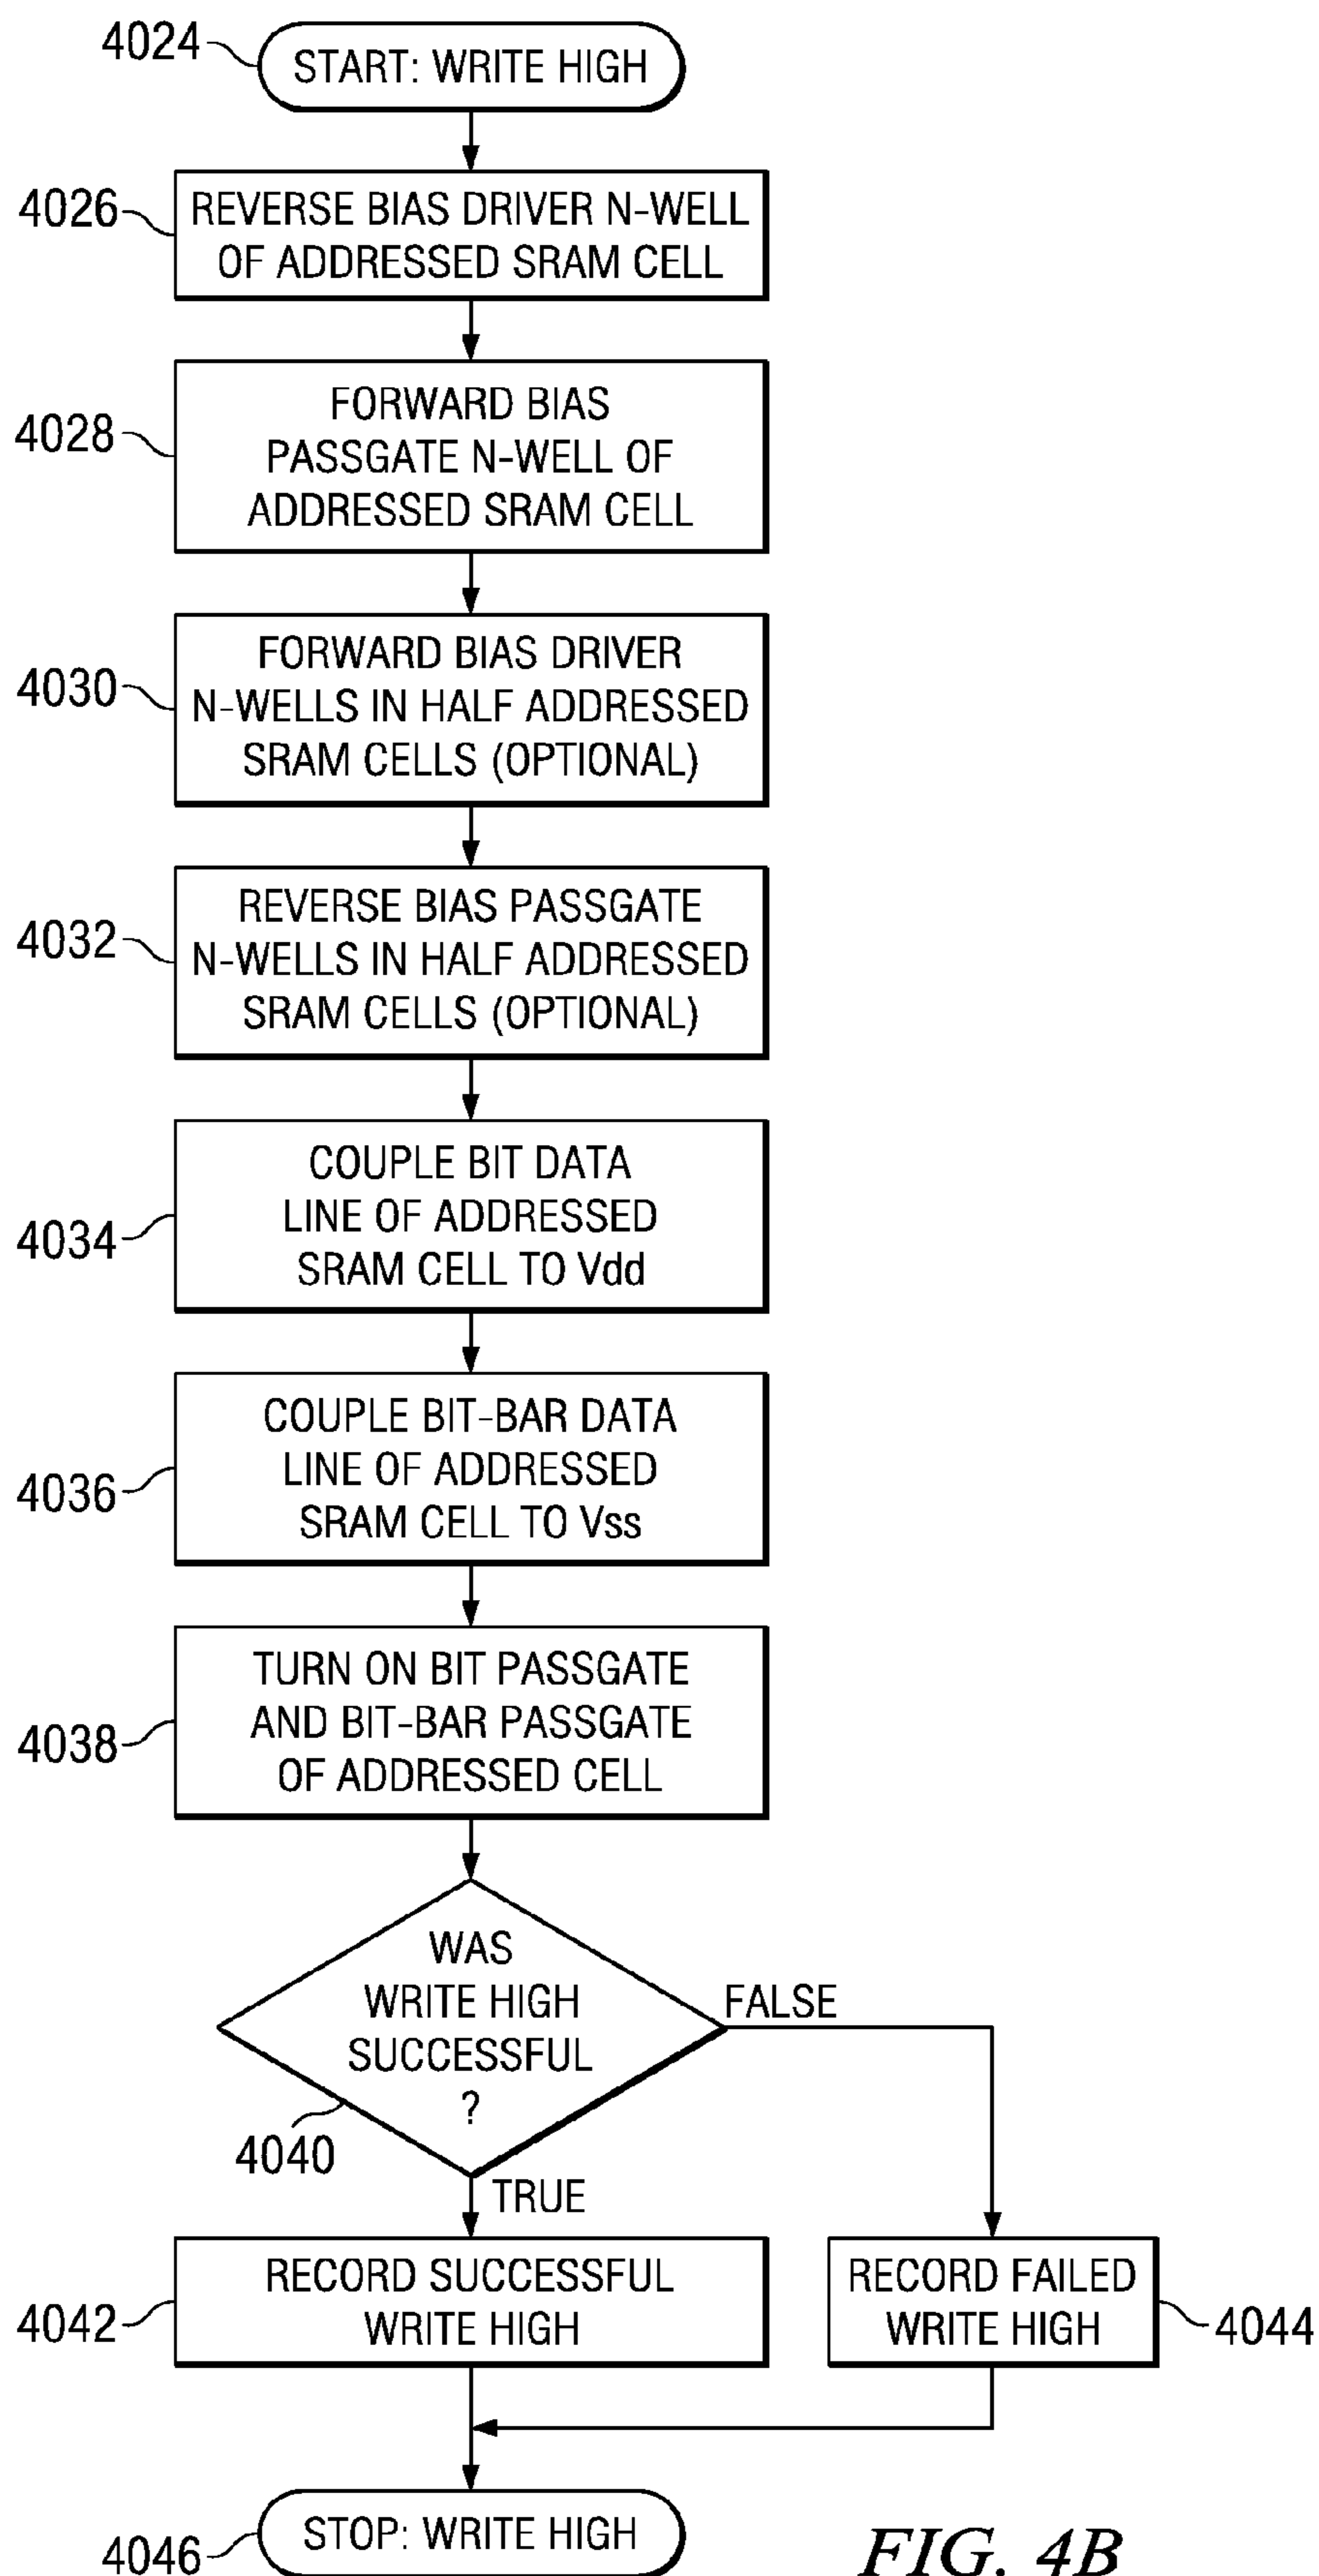 4024
START: WRITE HIGH
4026
REVERSE BIAS DRIVER N-WELL
OF ADDRESSED SRAM CELL
4028
FORWARD BIAS
PASSGATE N-WELL OF
ADDRESSED SRAM CELL
4030
FORWARD BIAS DRIVER
N-WELLS IN HALF ADDRESSED
SRAM CELLS (OPTIONAL)
4032
REVERSE BIAS PASSGATE
N-WELLS IN HALF ADDRESSED
SRAM CELLS (OPTIONAL)
4034
COUPLE BIT DATA
LINE OF ADDRESSED
SRAM CELL TO Vdd
4036
COUPLE BIT-BAR DATA
LINE OF ADDRESSED
SRAM CELL TO Vss
4038
TURN ON BIT PASSGATE
AND BIT-BAR PASSGATE
OF ADDRESSED CELL
WAS
WRITE HIGH
SUCCESSFUL
?
FALSE
4040
TRUE
4042
RECORD SUCCESSFUL
WRITE HIGH
RECORD FAILED
WRITE HIGH
4044
4046
STOP: WRITE HIGH
FIG. 4B